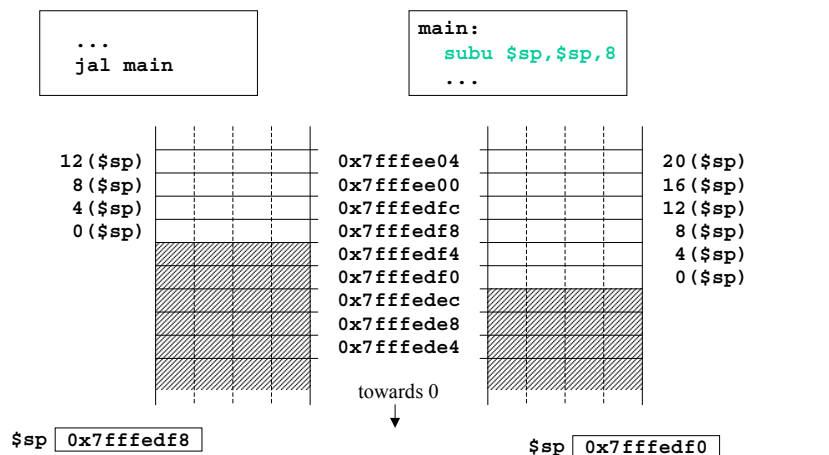 ...
jal main
main:
subu $sp,$sp,8
...
12($sp)
8($sp)
4($sp)
0($sp)
0x7fffee04
0x7fffee00
0x7fffedfc
0x7fffedf8
0x7fffedf4
0x7fffedf0
0x7fffedec
0x7fffede8
0x7fffede4
towards 0
20($sp)
16($sp)
12($sp)
8($sp)
4($sp)
0($sp)
$sp 0x7fffedf8
$sp 0x7fffedf0